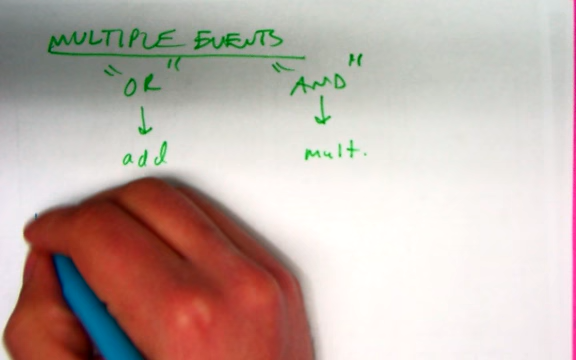 MULTIPLE EVENTS
"OR" "AND"
↓ ↓
add mult.